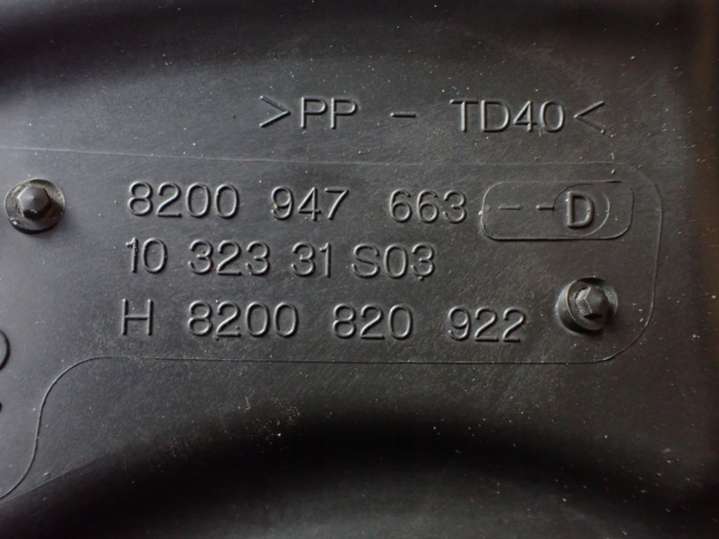 >PP - TD40<
8200 947 663 -- D
10 323 31 S03
H 8200 820 922